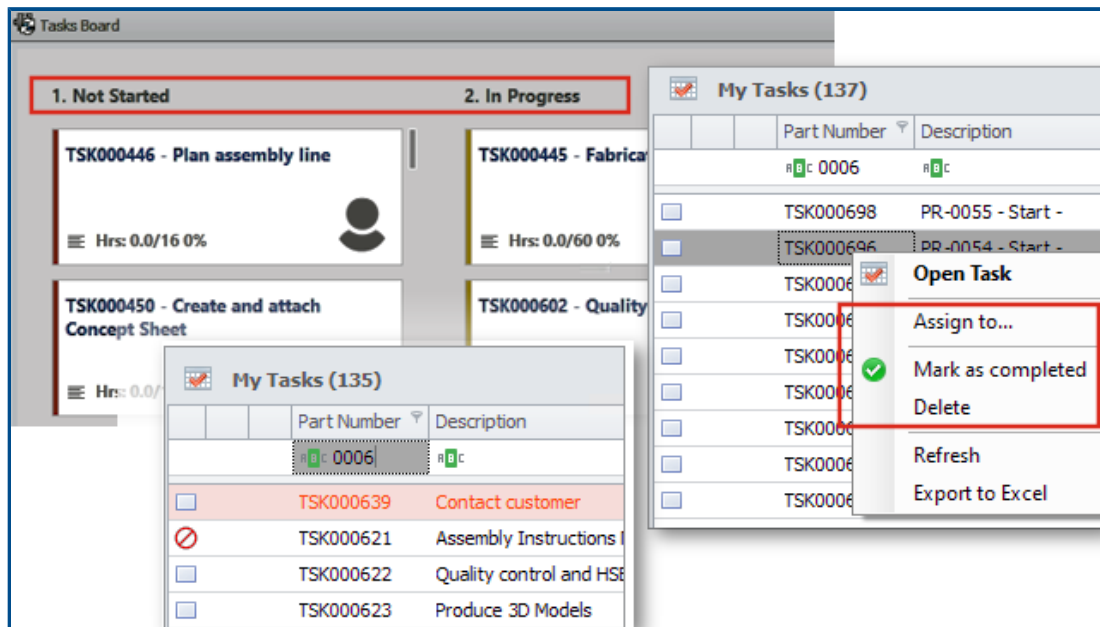 Tasks Board
1. Not Started
2. In Progress
TSK000446 - Plan assembly line
Hrs: 0.0/16 0%
TSK000445 -
Hrs: 0.0/60 0%
TSK000450 - Create and attach
Concept Sheet
TSK000602 - Quality
My Tasks (135)
Part Number Description
ABC 0006 ABC
TSK000639 Contact customer
TSK000621 Assembly Instructions
TSK000622 Quality control and
TSK000623 Produce 3D Models
My Tasks (137)
Part Number Description
ABC 0006 ABC
TSK000698 PR-0055 - Start -
TSK000696 PR-0054 - Start -
Open Task
Assign to...
Mark as completed
Delete
Refresh
Export to Excel